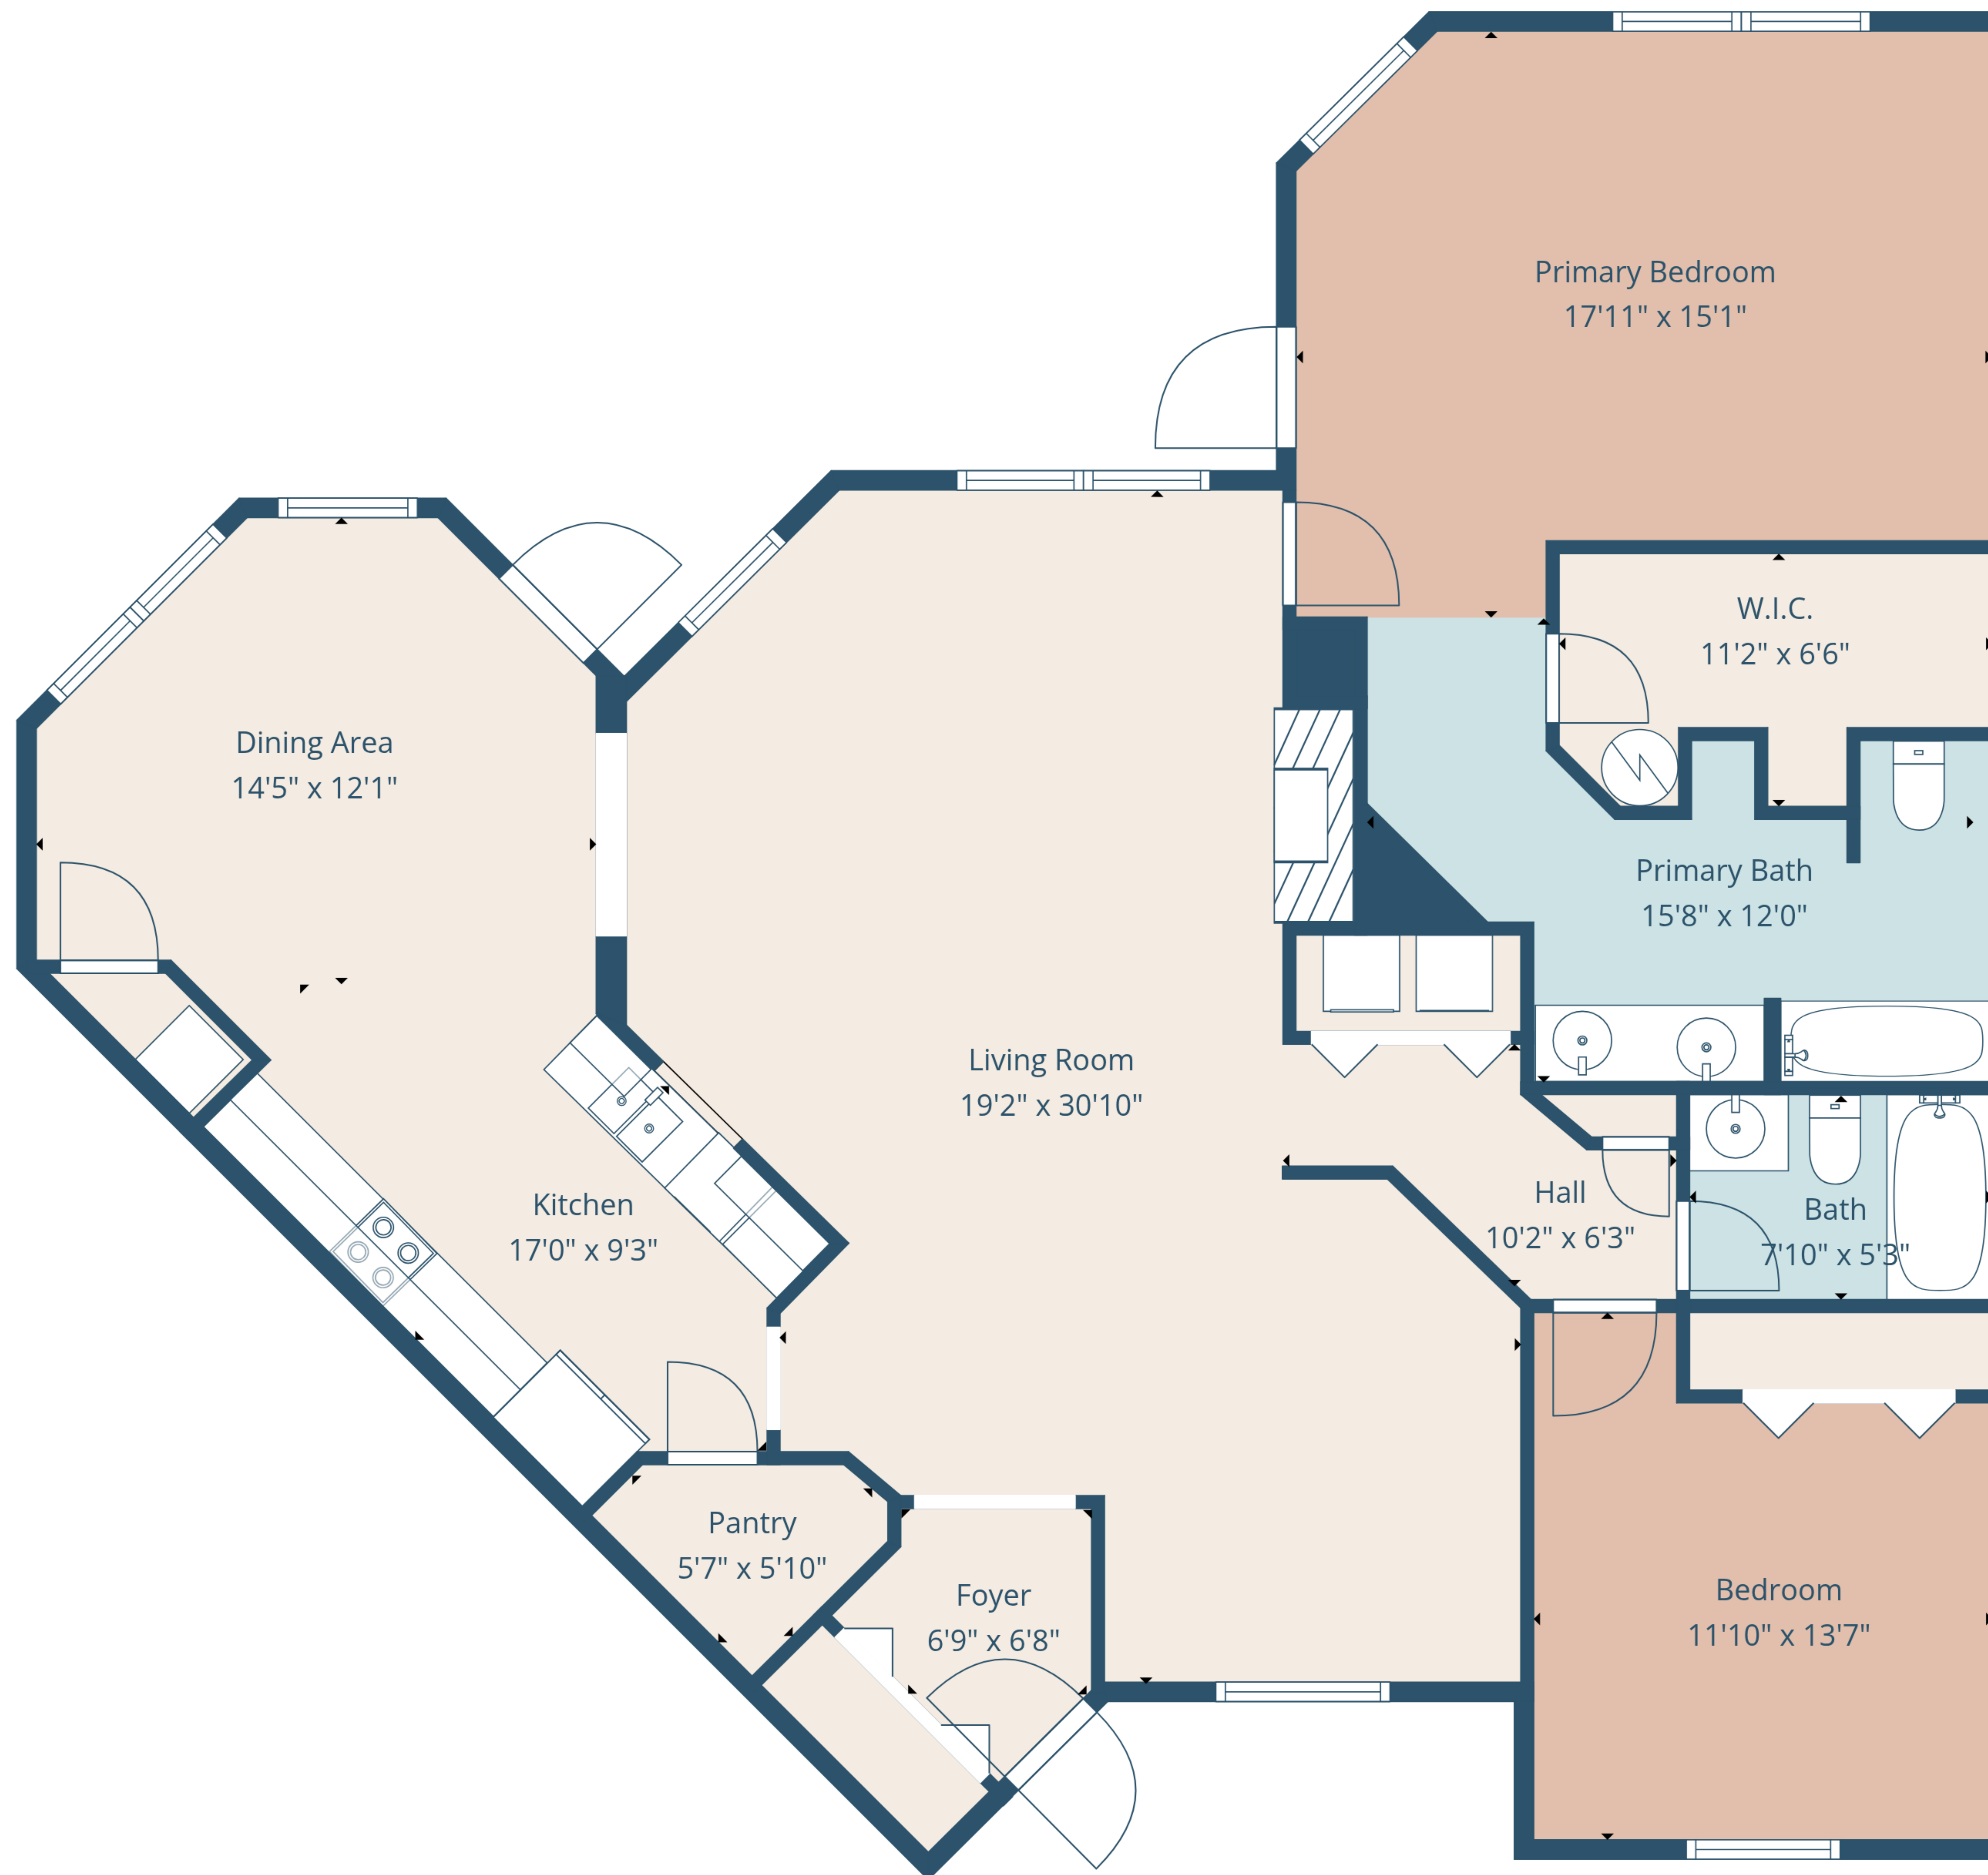 Primary Bedroom
17'11" x 15'1"
W.I.C.
11'2" x 6'6"
Dining Area
14'5" x 12'1"
Primary Bath
15'8" x 12'0"
Living Room
19'2" x 30'10"
Kitchen
17'0" x 9'3"
Hall
10'2" x 6'3"
Bath
7'10" x 5'3"
Pantry
5'7" x 5'10"
Foyer
6'9" x 6'8"
Bedroom
11'10" x 13'7"